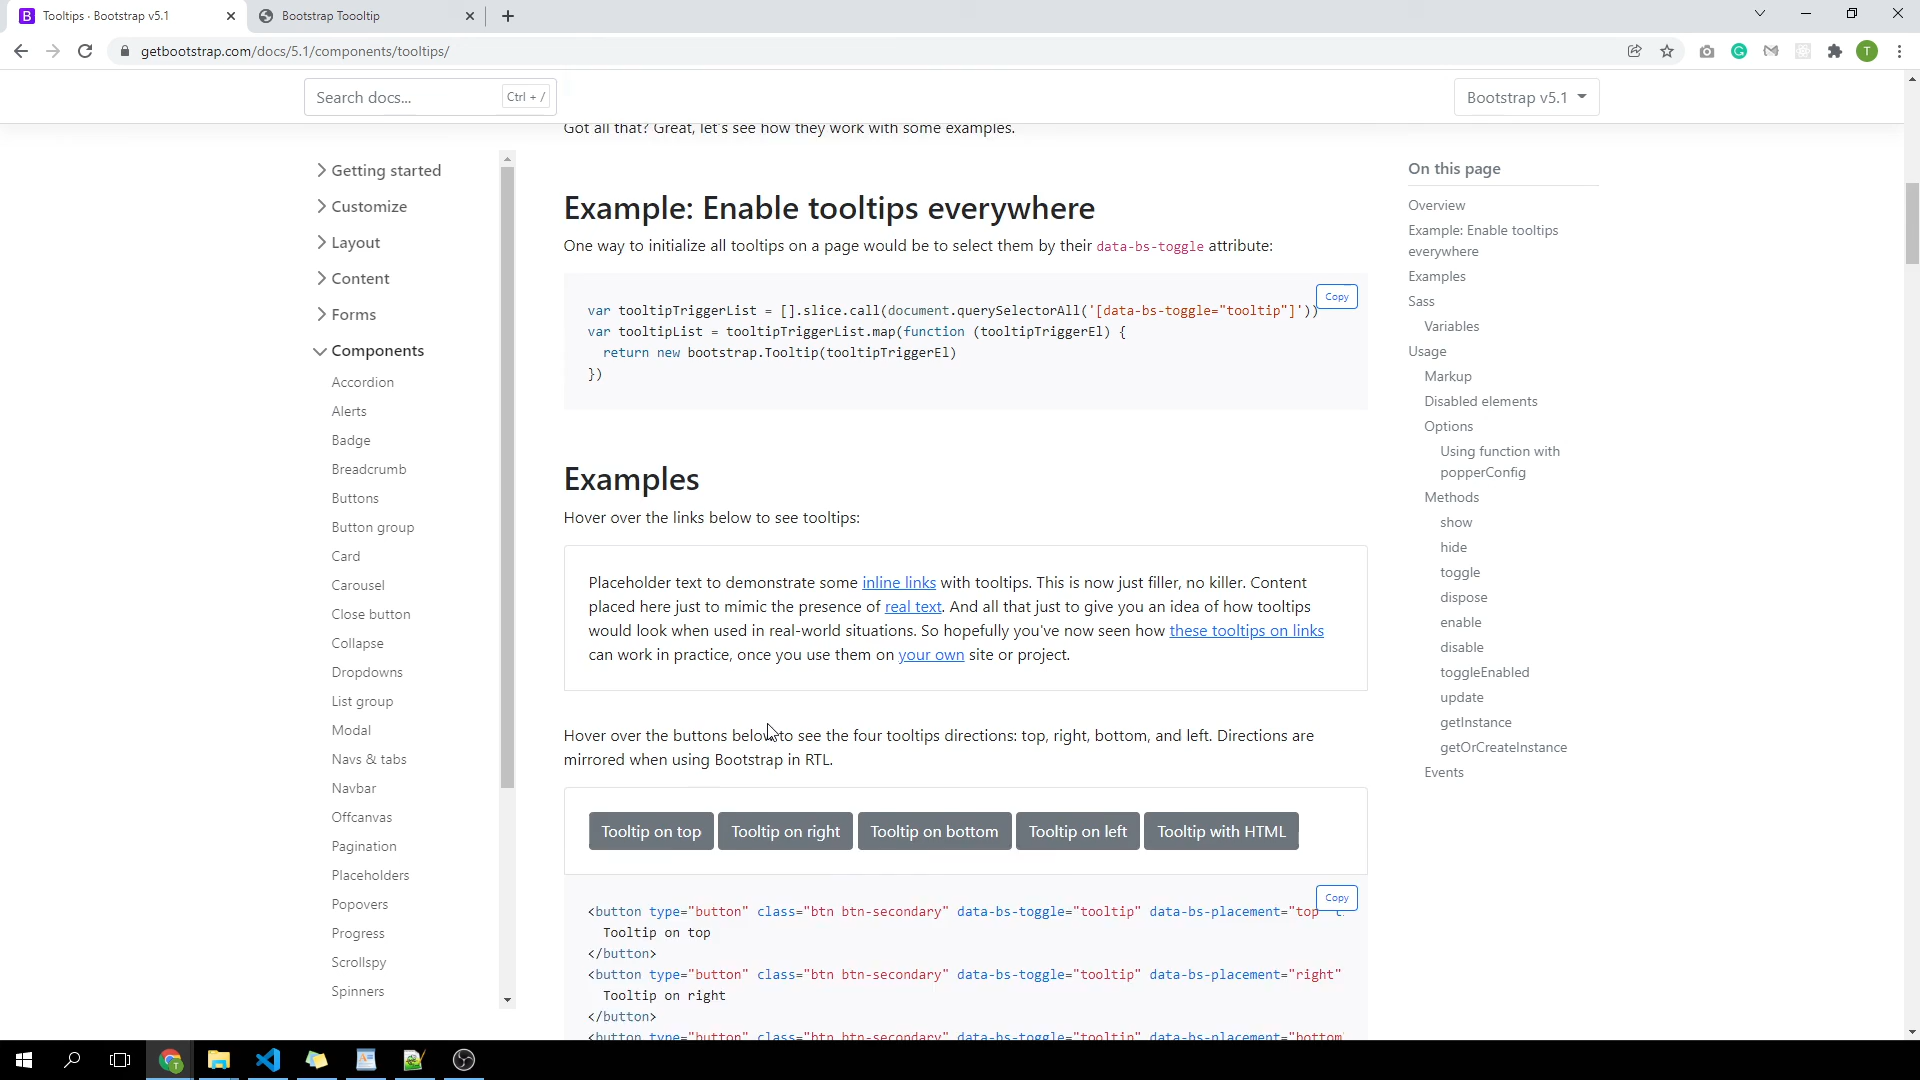 Tooltips · Bootstrap v5.1
Bootstrap Toooltip
getbootstrap.com/docs/5.1/components/tooltips/
T
Search docs...
Ctrl + /
Bootstrap v5.1
Getting started
Customize
Layout
Content
Forms
Components
Accordion
Alerts
Badge
Breadcrumb
Buttons
Button group
Card
Carousel
Close button
Collapse
Dropdowns
List group
Modal
Navs & tabs
Navbar
Offcanvas
Pagination
Placeholders
Popovers
Progress
Scrollspy
Spinners
Got all that? Great, let's see how they work with some examples.
Example: Enable tooltips everywhere
One way to initialize all tooltips on a page would be to select them by their data-bs-toggle attribute:
Copy
var tooltipTriggerList = [].slice.call(document.querySelectorAll('[data-bs-toggle="tooltip"]'))
var tooltipList = tooltipTriggerList.map(function (tooltipTriggerEl) {
return new bootstrap.Tooltip(tooltipTriggerEl)
})
Examples
Hover over the links below to see tooltips:
Placeholder text to demonstrate some inline links with tooltips. This is now just filler, no killer. Content
placed here just to mimic the presence of real text. And all that just to give you an idea of how tooltips
would look when used in real-world situations. So hopefully you've now seen how these tooltips on links
can work in practice, once you use them on your own site or project.
Hover over the buttons below to see the four tooltips directions: top, right, bottom, and left. Directions are
mirrored when using Bootstrap in RTL.
Tooltip on top
Tooltip on right
Tooltip on bottom
Tooltip on left
Tooltip with HTML
Copy
<button type="button" class="btn btn-secondary" data-bs-toggle="tooltip" data-bs-placement="top"
Tooltip on top
</button>
<button type="button" class="btn btn-secondary" data-bs-toggle="tooltip" data-bs-placement="right"
Tooltip on right
</button>
<button type="button" class="btn btn-secondary" data-bs-toggle="tooltip" data-bs-placement="bottom
On this page
Overview
Example: Enable tooltips
everywhere
Examples
Sass
Variables
Usage
Markup
Disabled elements
Options
Using function with
popperConfig
Methods
show
hide
toggle
dispose
enable
disable
toggleEnabled
update
getInstance
getOrCreateInstance
Events